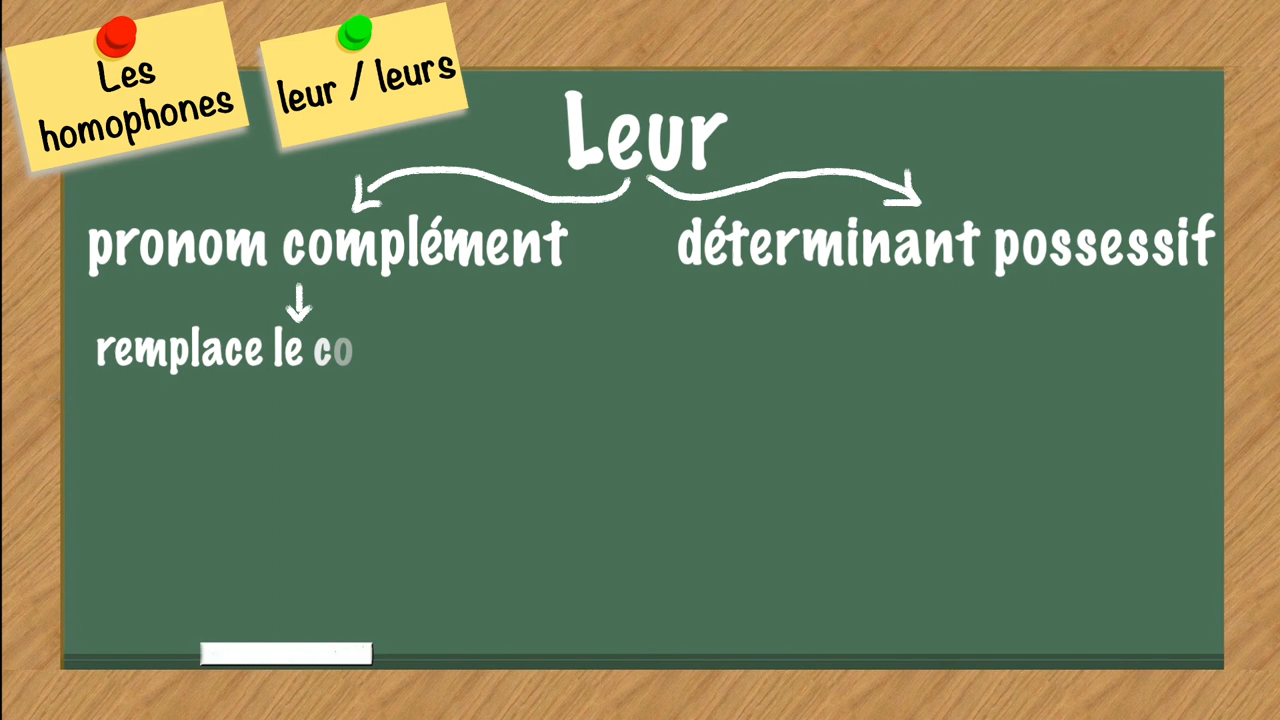 Les
homophones
leur / leurs
Leur
pronom complément
déterminant possessif
remplace le co